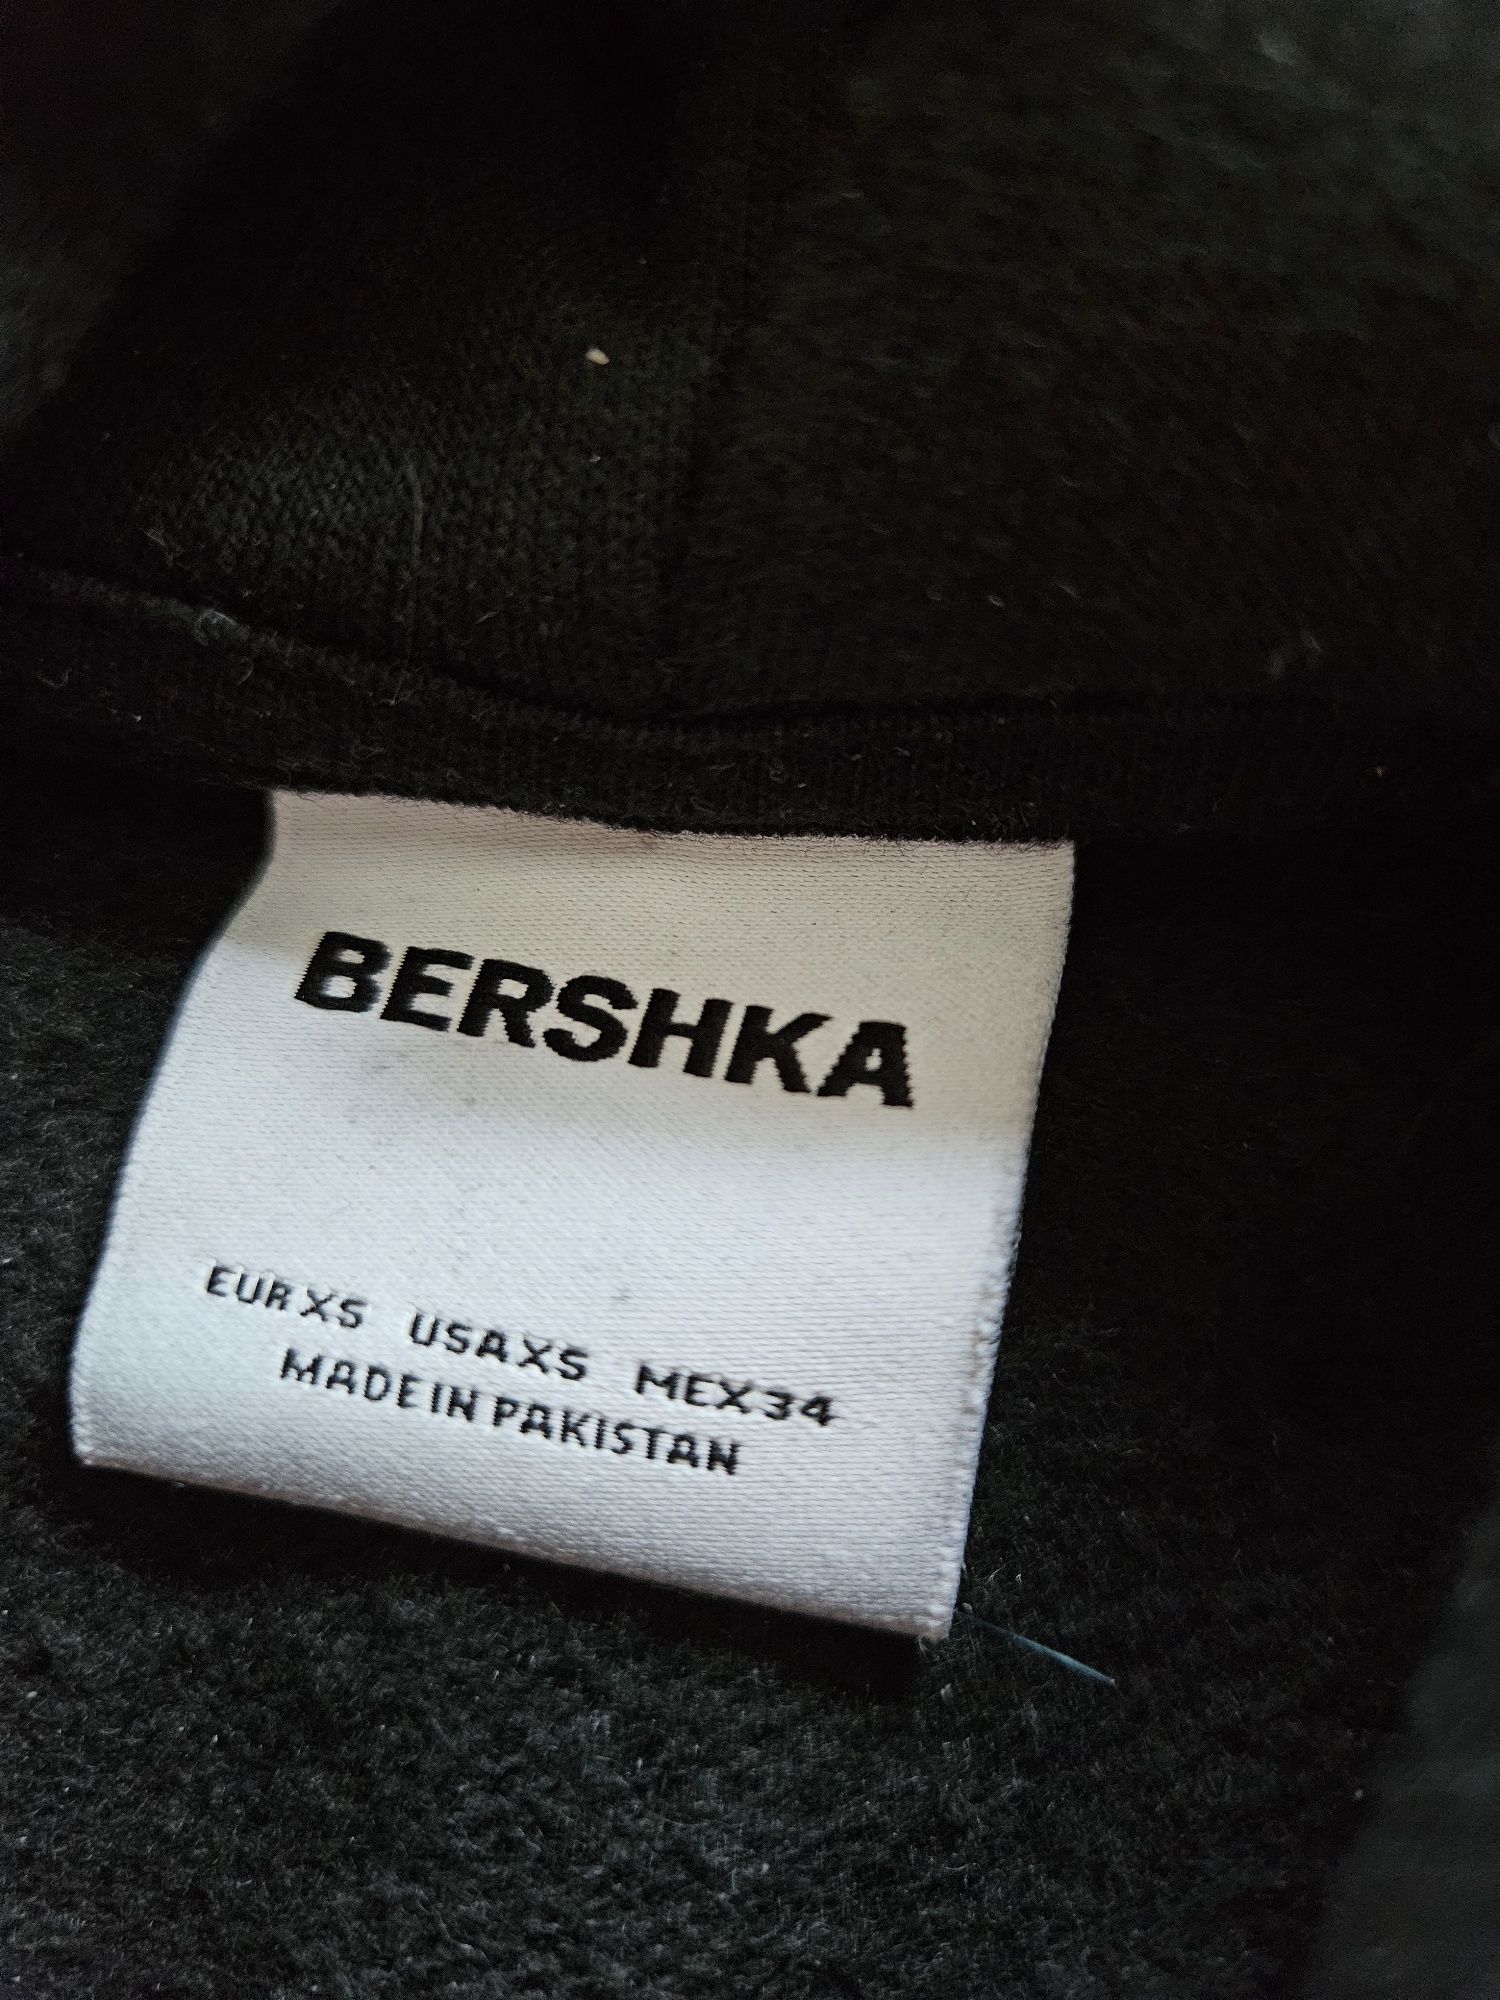 BERSHKA
EUR XS USA XS MEX 34
MADE IN PAKISTAN